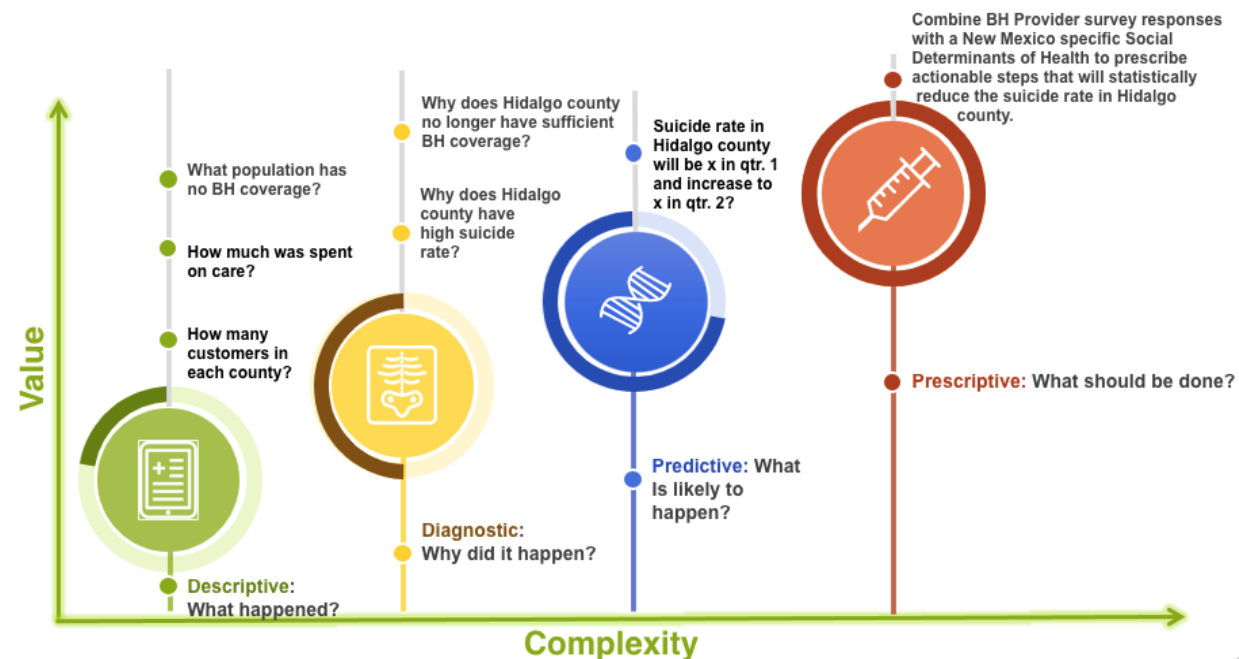 Combine BH Provider survey responses
with a New Mexico specific Social
Determinants of Health to prescribe
actionable steps that will statistically
reduce the suicide rate in Hidalgo
county.
Why does Hidalgo county
no longer have sufficient
BH coverage?
Suicide rate in
Hidalgo county
will be x in qtr. 1
and increase to
x in qtr. 2?
What population has
no BH coverage?
Why does Hidalgo
county have
high suicide
rate?
How much was spent
on care?
How many
customers in
each county?
Value
Prescriptive: What should be done?
Predictive: What
Is likely to
happen?
Diagnostic:
Why did it happen?
Descriptive:
What happened?
Complexity